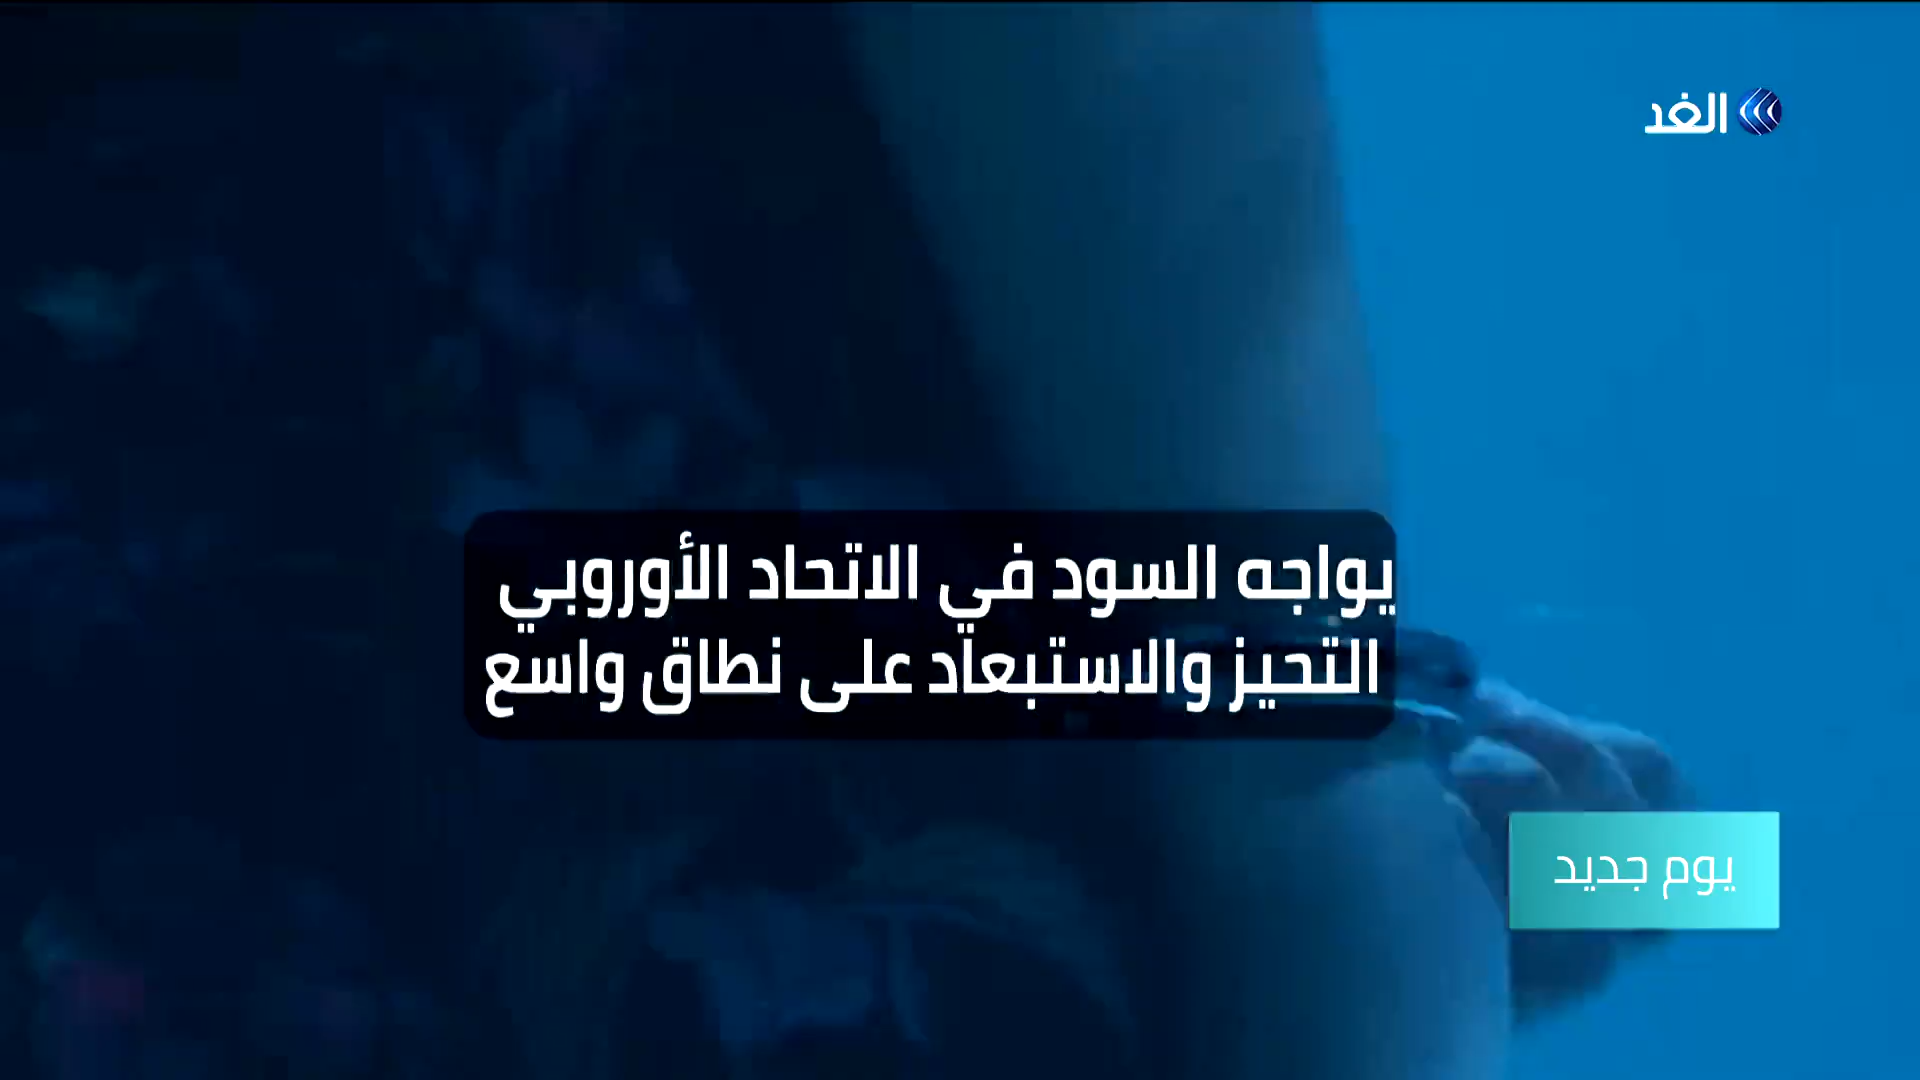 الغد
يواجه السود في الاتحاد الأوروبي
التحيز والاستبعاد على نطاق واسع
يوم جديد